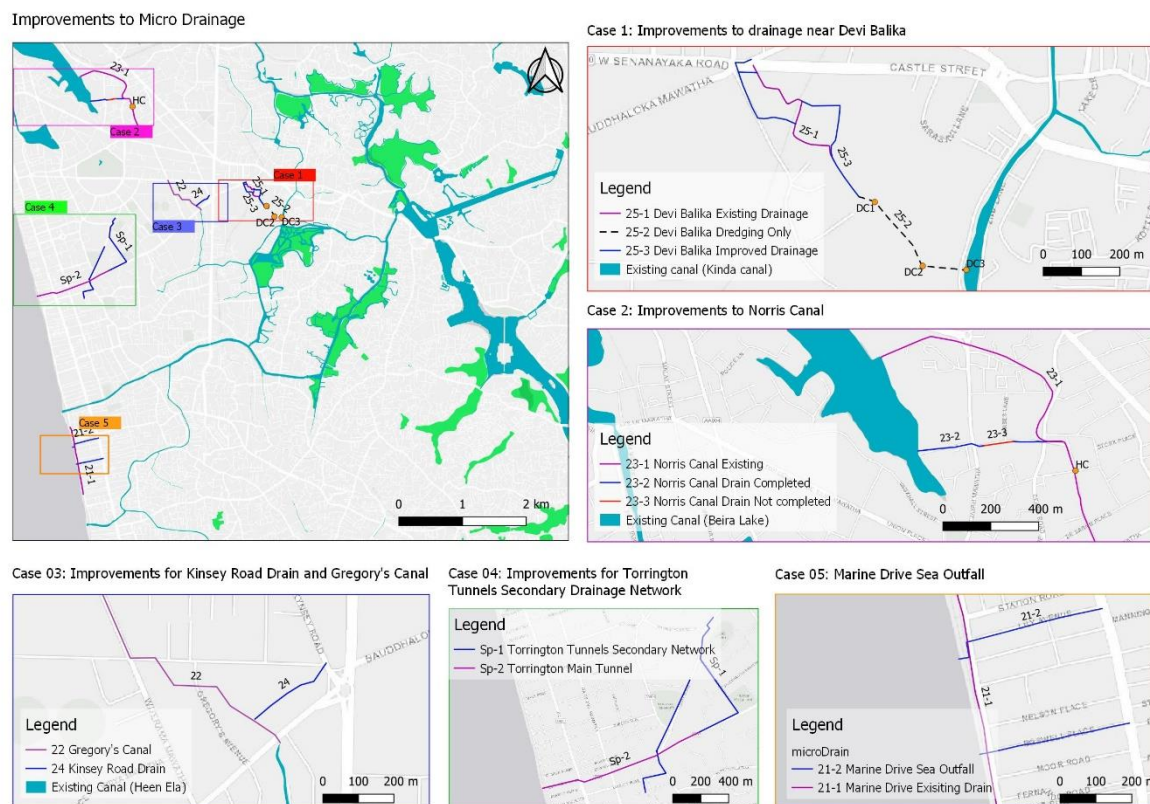 Improvements to Micro Drainage
23-1
HC
Case 2
Case 1
22
24
25-1
25-2
25-3
DC2
DC3
Case 3
Case 4
Sp-1
Sp-2
Case 5
21-2
21-1
0 1 2 km
Case 1: Improvements to drainage near Devi Balika
W SENANAYAKA ROAD
CASTLE STREET
UDDHALOKA MAWATHA
25-1
25-3
DC1
25-2
DC2
DC3
Legend
25-1 Devi Balika Existing Drainage
25-2 Devi Balika Dredging Only
25-3 Devi Balika Improved Drainage
Existing canal (Kinda canal)
0 100 200 m
Case 2: Improvements to Norris Canal
23-1
23-2
23-3
HC
Legend
23-1 Norris Canal Existing
23-2 Norris Canal Drain Completed
23-3 Norris Canal Drain Not completed
Existing Canal (Beira Lake)
0 200 400 m
Case 03: Improvements for Kinsey Road Drain and Gregory's Canal
KYNSEY ROAD
BAUDDHALO
22
24
GREGORY'S AVENUE
Legend
22 Gregory's Canal
24 Kinsey Road Drain
Existing Canal (Heen Ela)
0 100 200 m
Case 04: Improvements for Torrington
Tunnels Secondary Drainage Network
Legend
Sp-1 Torrington Tunnels Secondary Network
Sp-2 Torrington Main Tunnel
Sp-1
Sp-2
0 200 400 m
Case 05: Marine Drive Sea Outfall
STATION ROAD
21-2
21-1
NELSON PLACE
MOOR ROAD
Legend
microDrain
21-2 Marine Drive Sea Outfall
21-1 Marine Drive Exisiting Drain
0 100 200 m